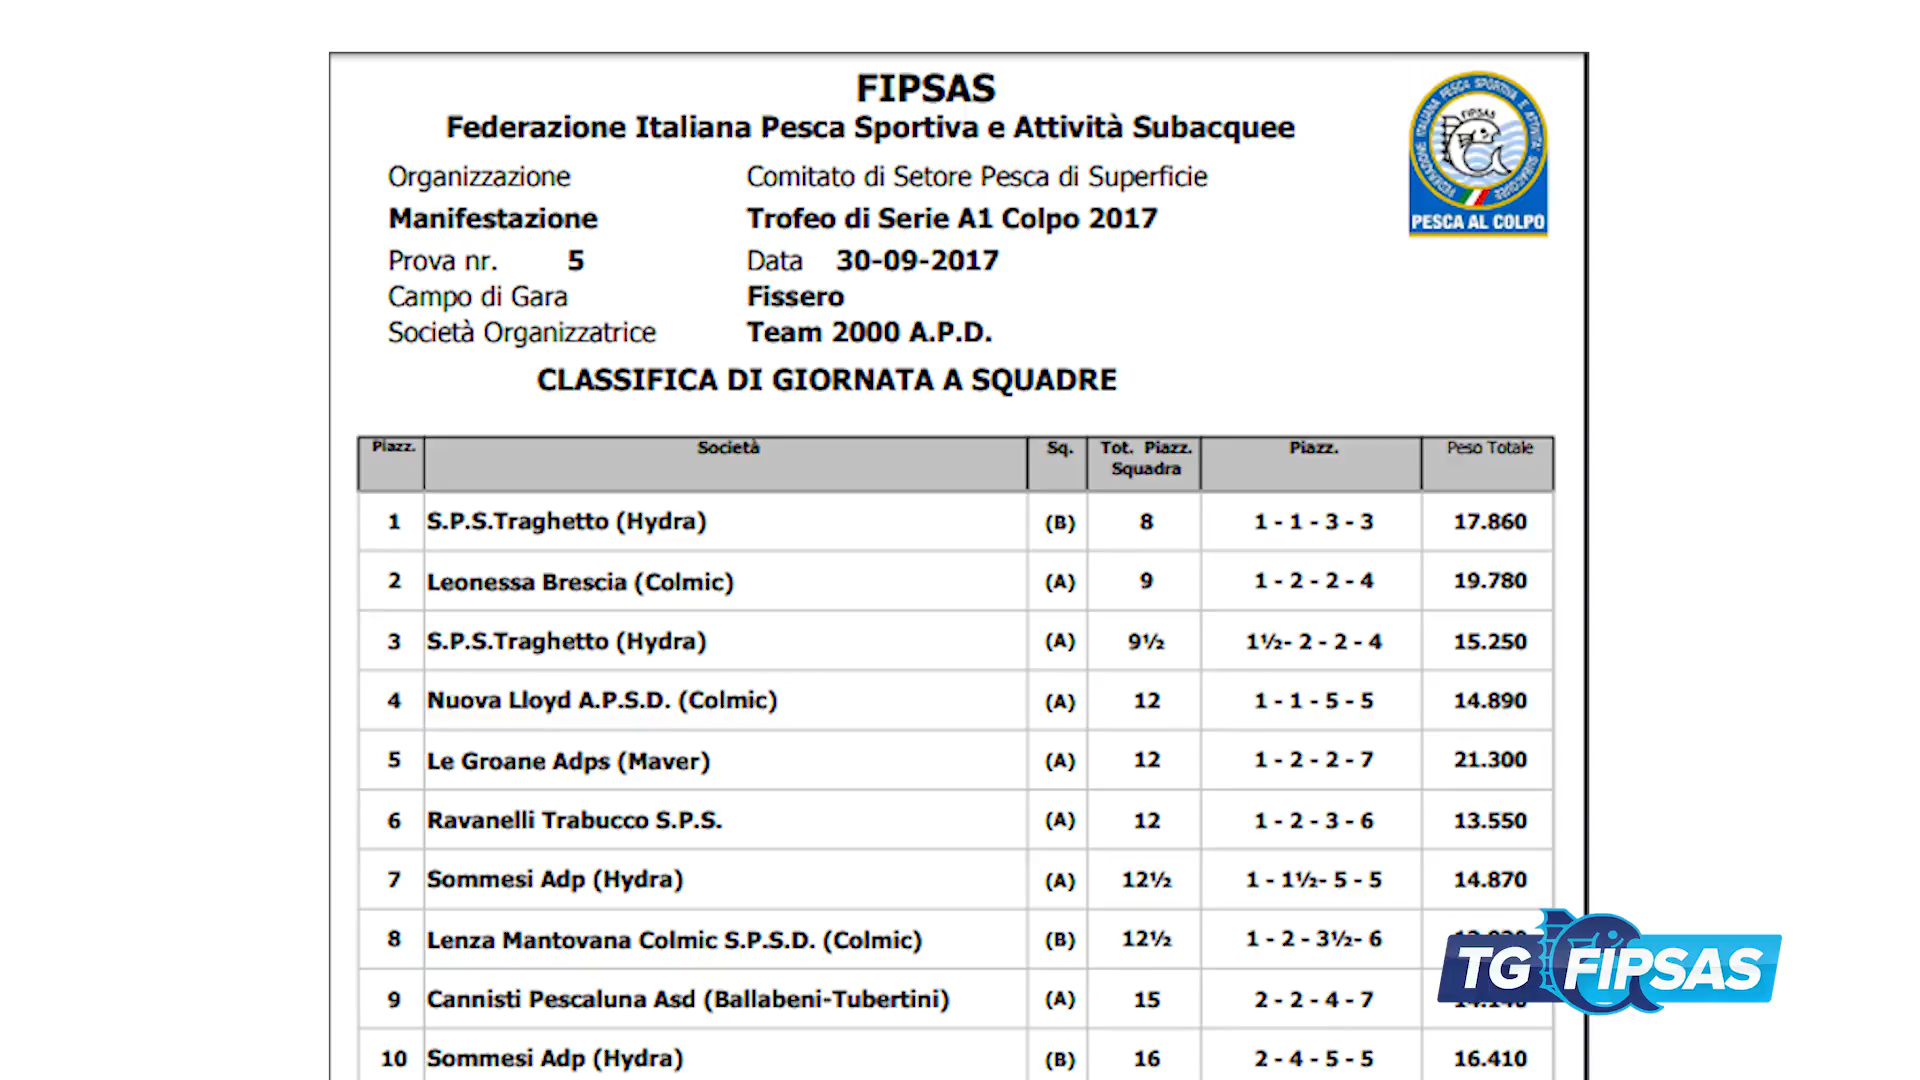 FIPSAS
Federazione Italiana Pesca Sportiva e Attività Subacquee
Organizzazione Comitato di Setore Pesca di Superficie
Manifestazione Trofeo di Serie A1 Colpo 2017
Prova nr. 5 Data 30-09-2017
Campo di Gara Fissero
Società Organizzatrice Team 2000 A.P.D.
FEDERAZIONE ITALIANA PESCA SPORTIVA E ATTIVITA' SUBACQUEE
FIPSAS
PESCA AL COLPO
CLASSIFICA DI GIORNATA A SQUADRE
Piazz. Società Sq. Tot. Piazz. Squadra Piazz. Peso Totale
1 S.P.S.Traghetto (Hydra) (B) 8 1 - 1 - 3 - 3 17.860
2 Leonessa Brescia (Colmic) (A) 9 1 - 2 - 2 - 4 19.780
3 S.P.S.Traghetto (Hydra) (A) 9½ 1½- 2 - 2 - 4 15.250
4 Nuova Lloyd A.P.S.D. (Colmic) (A) 12 1 - 1 - 5 - 5 14.890
5 Le Groane Adps (Maver) (A) 12 1 - 2 - 2 - 7 21.300
6 Ravanelli Trabucco S.P.S. (A) 12 1 - 2 - 3 - 6 13.550
7 Sommesi Adp (Hydra) (A) 12½ 1 - 1½- 5 - 5 14.870
8 Lenza Mantovana Colmic S.P.S.D. (Colmic) (B) 12½ 1 - 2 - 3½- 6
9 Cannisti Pescaluna Asd (Ballabeni-Tubertini) (A) 15 2 - 2 - 4 - 7
10 Sommesi Adp (Hydra) (B) 16 2 - 4 - 5 - 5 16.410
TG FIPSAS